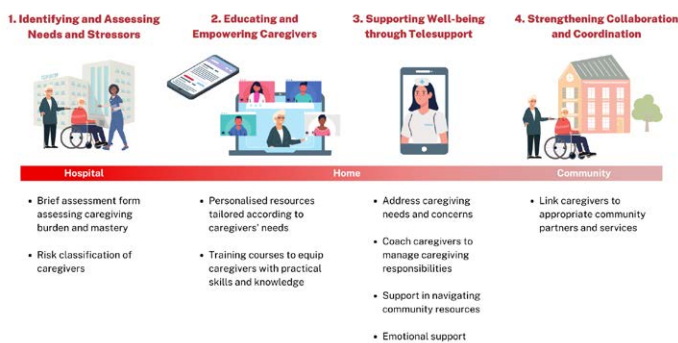 1. Identifying and Assessing
Needs and Stressors
2. Educating and
Empowering Caregivers
3. Supporting Well-being
through Telesupport
4. Strengthening Collaboration
and Coordination
Hospital
Home
Community
• Brief assessment form
assessing caregiving
burden and mastery
• Risk classification of
caregivers
• Personalised resources
tailored according to
caregivers' needs
• Training courses to equip
caregivers with practical
skills and knowledge
• Address caregiving
needs and concerns
• Coach caregivers to
manage caregiving
responsibilities
• Support in navigating
community resources
• Emotional support
• Link caregivers to
appropriate community
partners and services